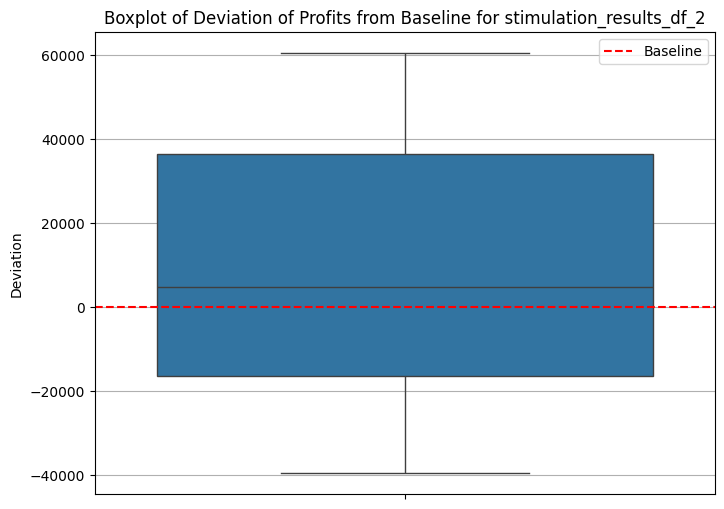 Boxplot of Deviation of Profits from Baseline for stimulation_results_df_2
Baseline
Deviation
60000
40000
20000
0
−20000
−40000